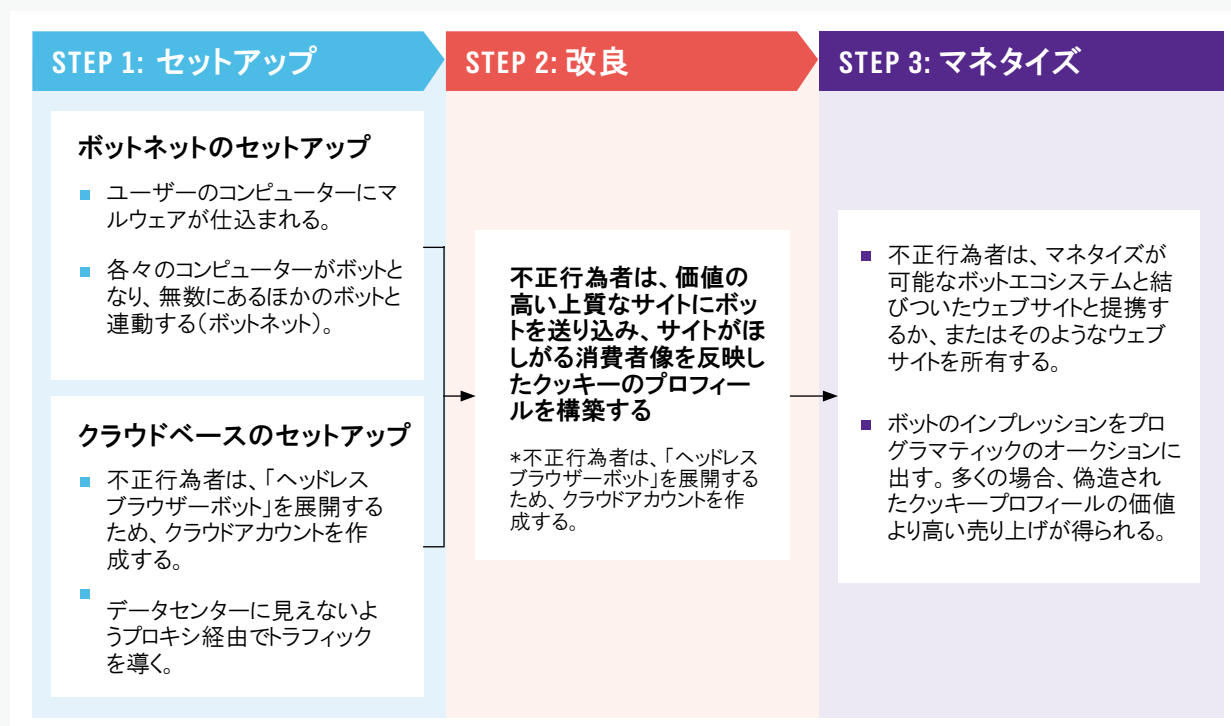 STEP 1: セットアップ
STEP 2: 改良
STEP 3: マネタイズ
ボットネットのセットアップ
ユーザーのコンピューターにマ
ルウェアが仕込まれる。
各々のコンピューターがボットと
なり、無数にあるほかのボットと
連動する(ボットネット)。
クラウドベースのセットアップ
不正行為者は、「ヘッドレス
ブラウザーボット」を展開する
ため、クラウドアカウントを作
成する。
データセンターに見えないよ
うプロキシ経由でトラフィック
を導く。
不正行為者は、価値の
高い上質なサイトにボッ
トを送り込み、サイトがほ
しがる消費者像を反映し
たクッキーのプロフィー
ルを構築する
*不正行為者は、「ヘッドレス
ブラウザーボット」を展開する
ため、クラウドアカウントを作
成する。
不正行為者は、マネタイズが
可能なボットエコシステムと結
びついたウェブサイトと提携す
るか、またはそのようなウェブ
サイトを所有する。
ボットのインプレッションをプロ
グラマティックのオークションに
出す。多くの場合、偽造され
たクッキープロフィールの価値
より高い売り上げが得られる。